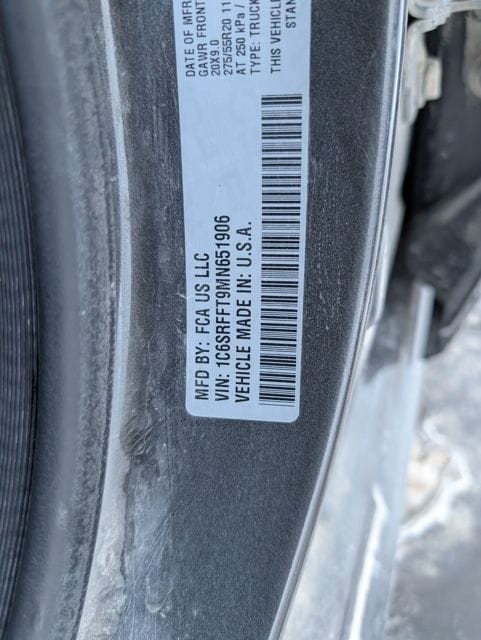 MFD BY: FCA US LLC
VIN: 1C6SRFFT9MN651906
VEHICLE MADE IN: U.S.A.
DATE OF MFR
GAWR FRONT
20X9.0
275/55R20 11
AT 250 kPa /
TYPE: TRUCK
THIS VEHICLE
STAN